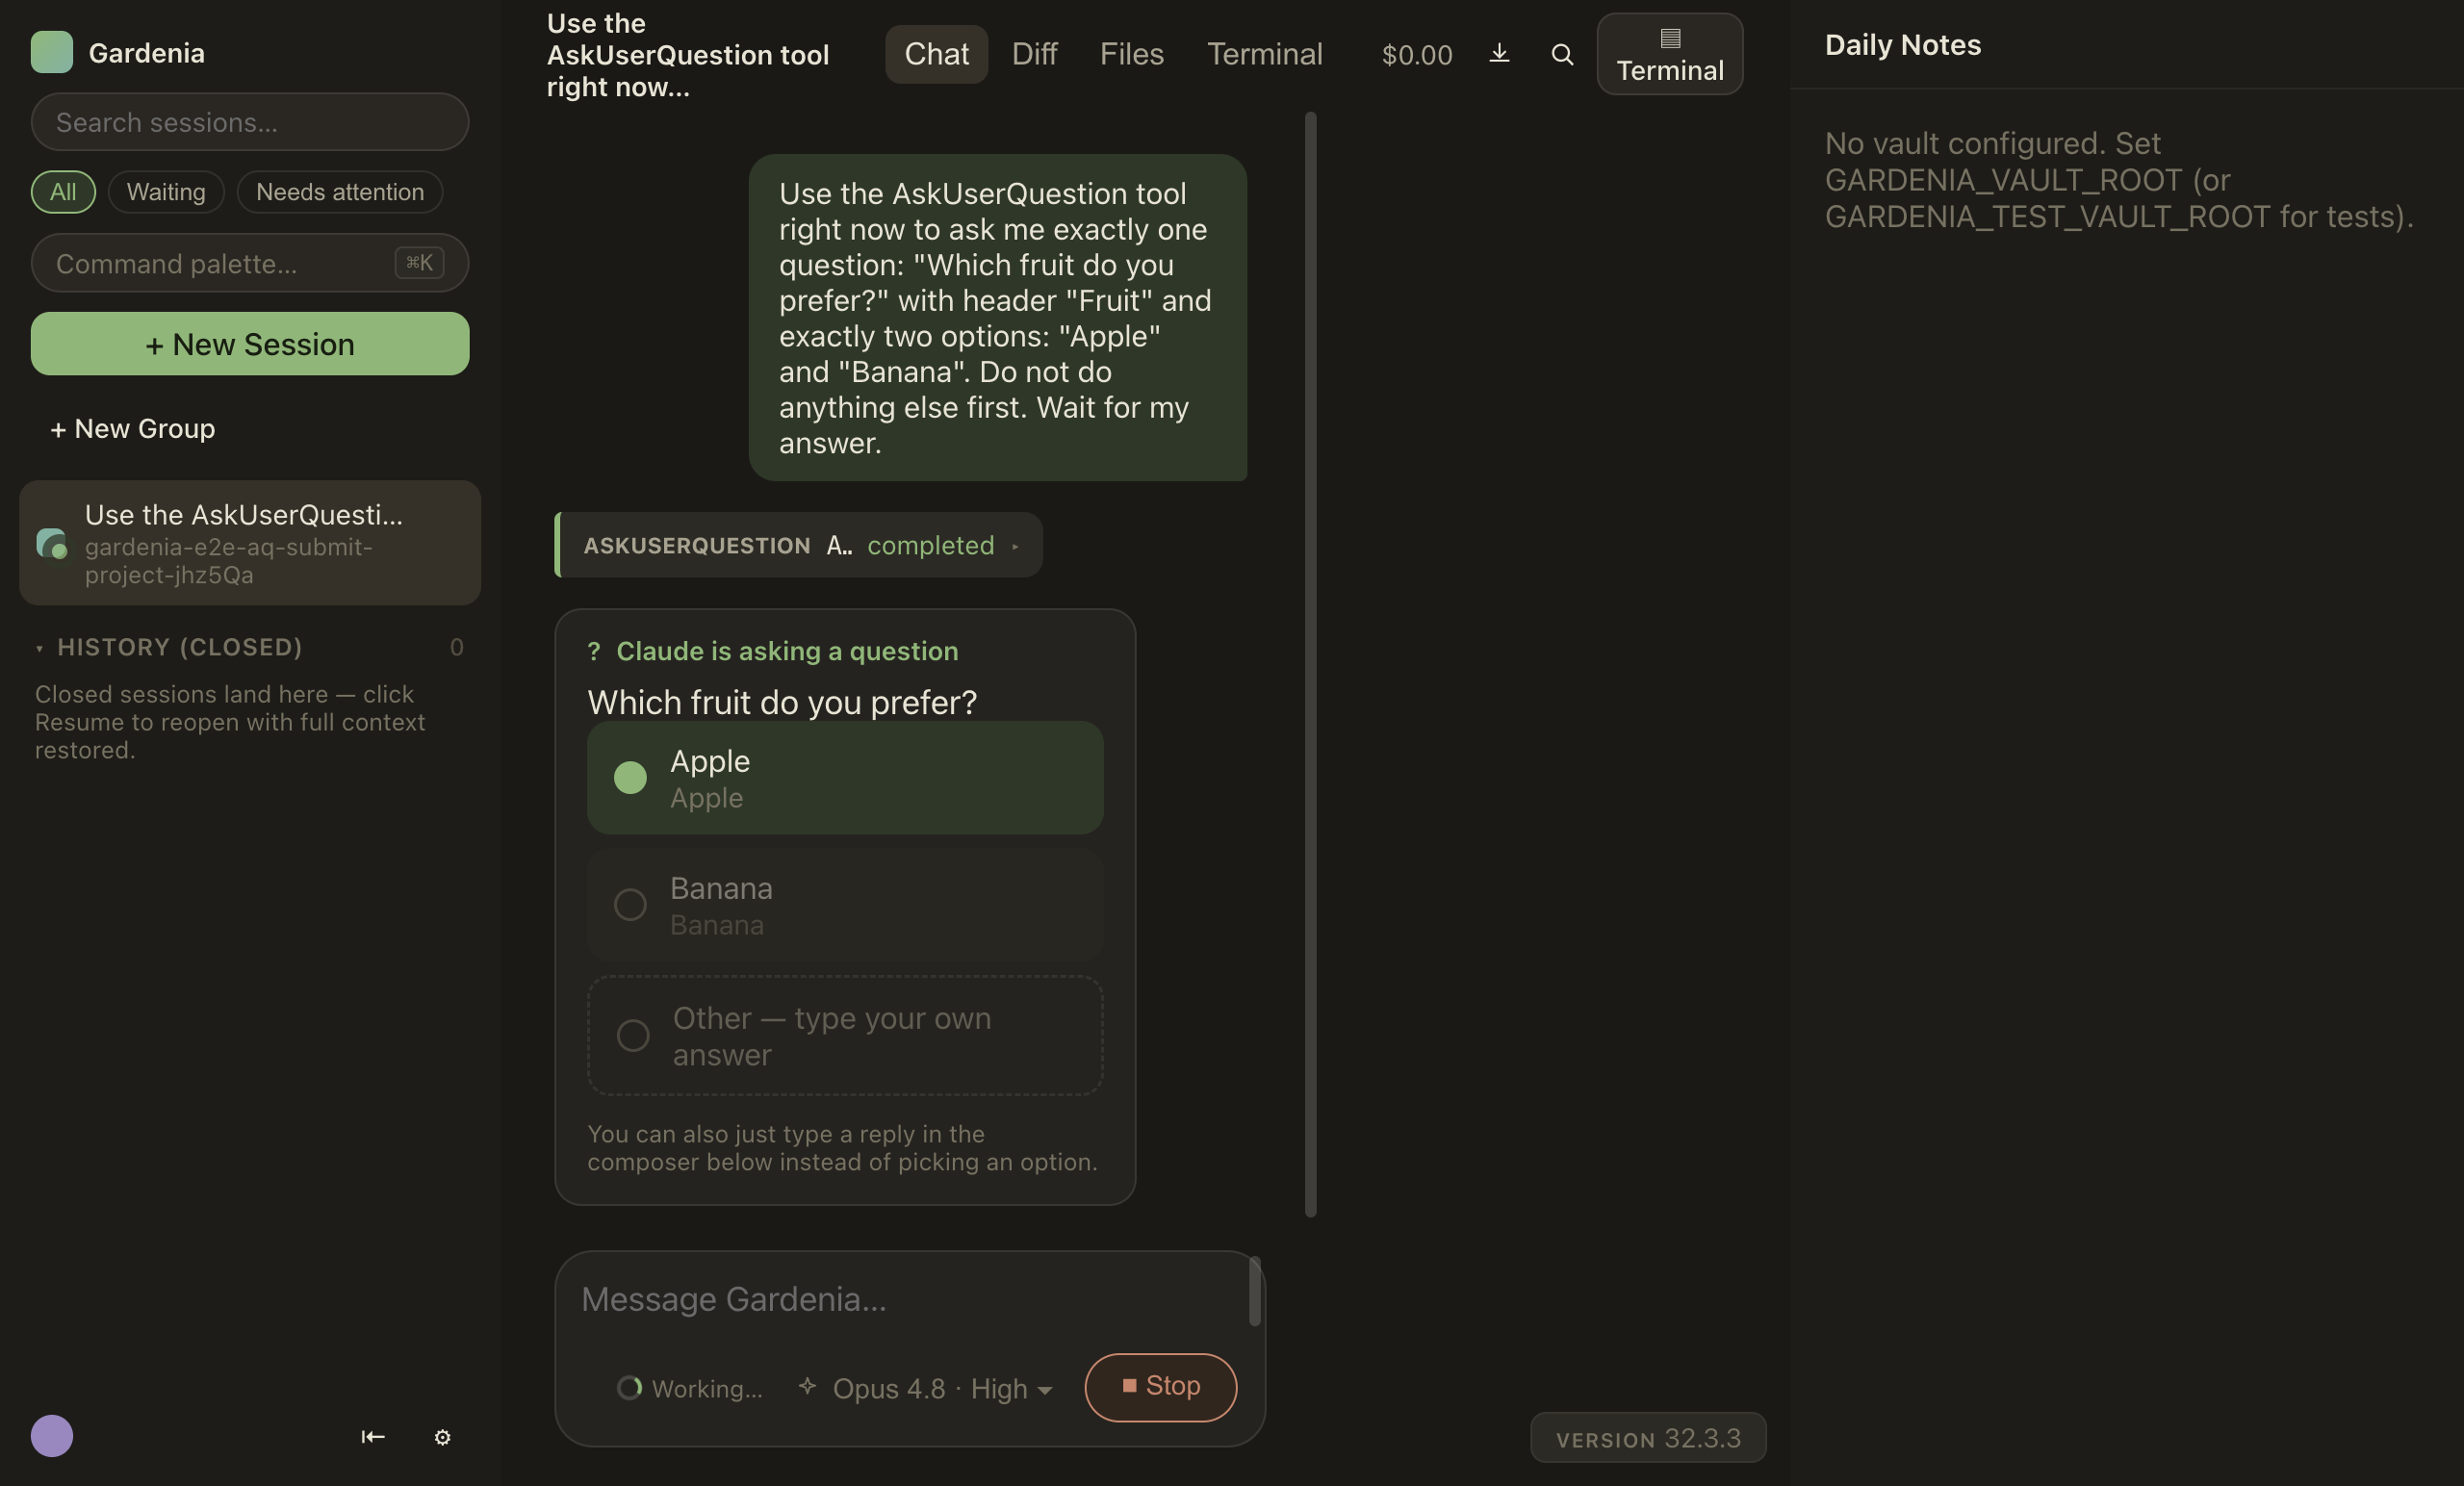 Gardenia
Search sessions...
All
Waiting
Needs attention
Command palette...
⌘K
+ New Session
+ New Group
Use the AskUserQuesti...
gardenia-e2e-aq-submit-
project-jhz5Qa
HISTORY (CLOSED)
0
Closed sessions land here — click
Resume to reopen with full context
restored.
Use the
AskUserQuestion tool
right now...
Chat
Diff
Files
Terminal
$0.00
Terminal
Use the AskUserQuestion tool
right now to ask me exactly one
question: "Which fruit do you
prefer?" with header "Fruit" and
exactly two options: "Apple"
and "Banana". Do not do
anything else first. Wait for my
answer.
ASKUSERQUESTION A.. completed
? Claude is asking a question
Which fruit do you prefer?
Apple
Apple
Banana
Banana
Other — type your own
answer
You can also just type a reply in the
composer below instead of picking an option.
Message Gardenia...
Working...
Opus 4.8 · High
Stop
VERSION 32.3.3
Daily Notes
No vault configured. Set
GARDENIA_VAULT_ROOT (or
GARDENIA_TEST_VAULT_ROOT for tests).